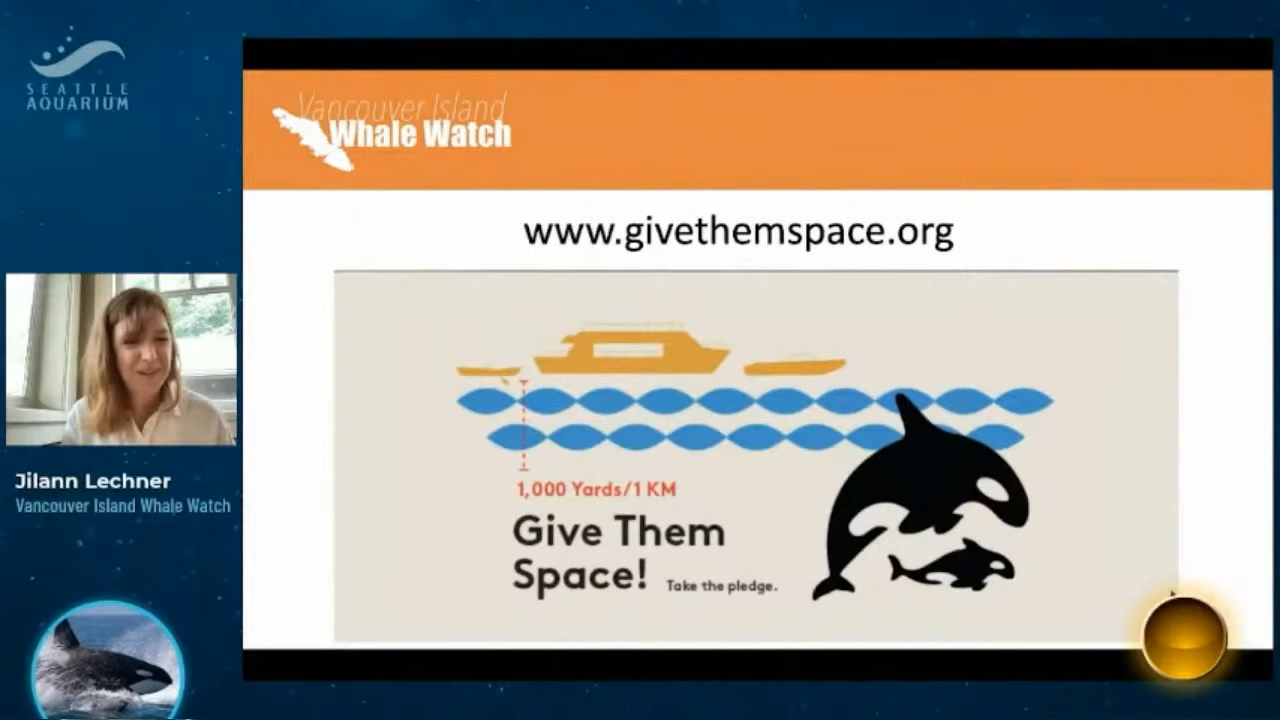 SEATTLE
AQUARIUM
Vancouver Island
Whale Watch
www.givethemspace.org
1,000 Yards/1 KM
Give Them
Space! Take the pledge.
Jilann Lechner
Vancouver Island Whale Watch